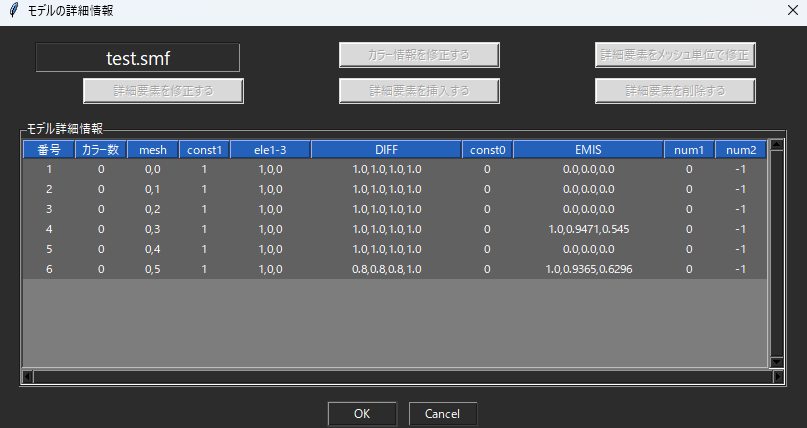 モデルの詳細情報
test.smf
カラー情報を修正する
詳細要素をメッシュ単位で修正
詳細要素を修正する
詳細要素を挿入する
詳細要素を削除する
モデル詳細情報
番号 カラー数 mesh const1 ele1-3 DIFF const0 EMIS num1 num2
1 0 0,0 1 1,0,0 1.0,1.0,1.0,1.0 0 0.0,0.0,0.0 0 -1
2 0 0,1 1 1,0,0 1.0,1.0,1.0,1.0 0 0.0,0.0,0.0 0 -1
3 0 0,2 1 1,0,0 1.0,1.0,1.0,1.0 0 0.0,0.0,0.0 0 -1
4 0 0,3 1 1,0,0 1.0,1.0,1.0,1.0 0 1.0,0.9471,0.545 0 -1
5 0 0,4 1 1,0,0 1.0,1.0,1.0,1.0 0 0.0,0.0,0.0 0 -1
6 0 0,5 1 1,0,0 0.8,0.8,0.8,1.0 0 1.0,0.9365,0.6296 0 -1
OK Cancel